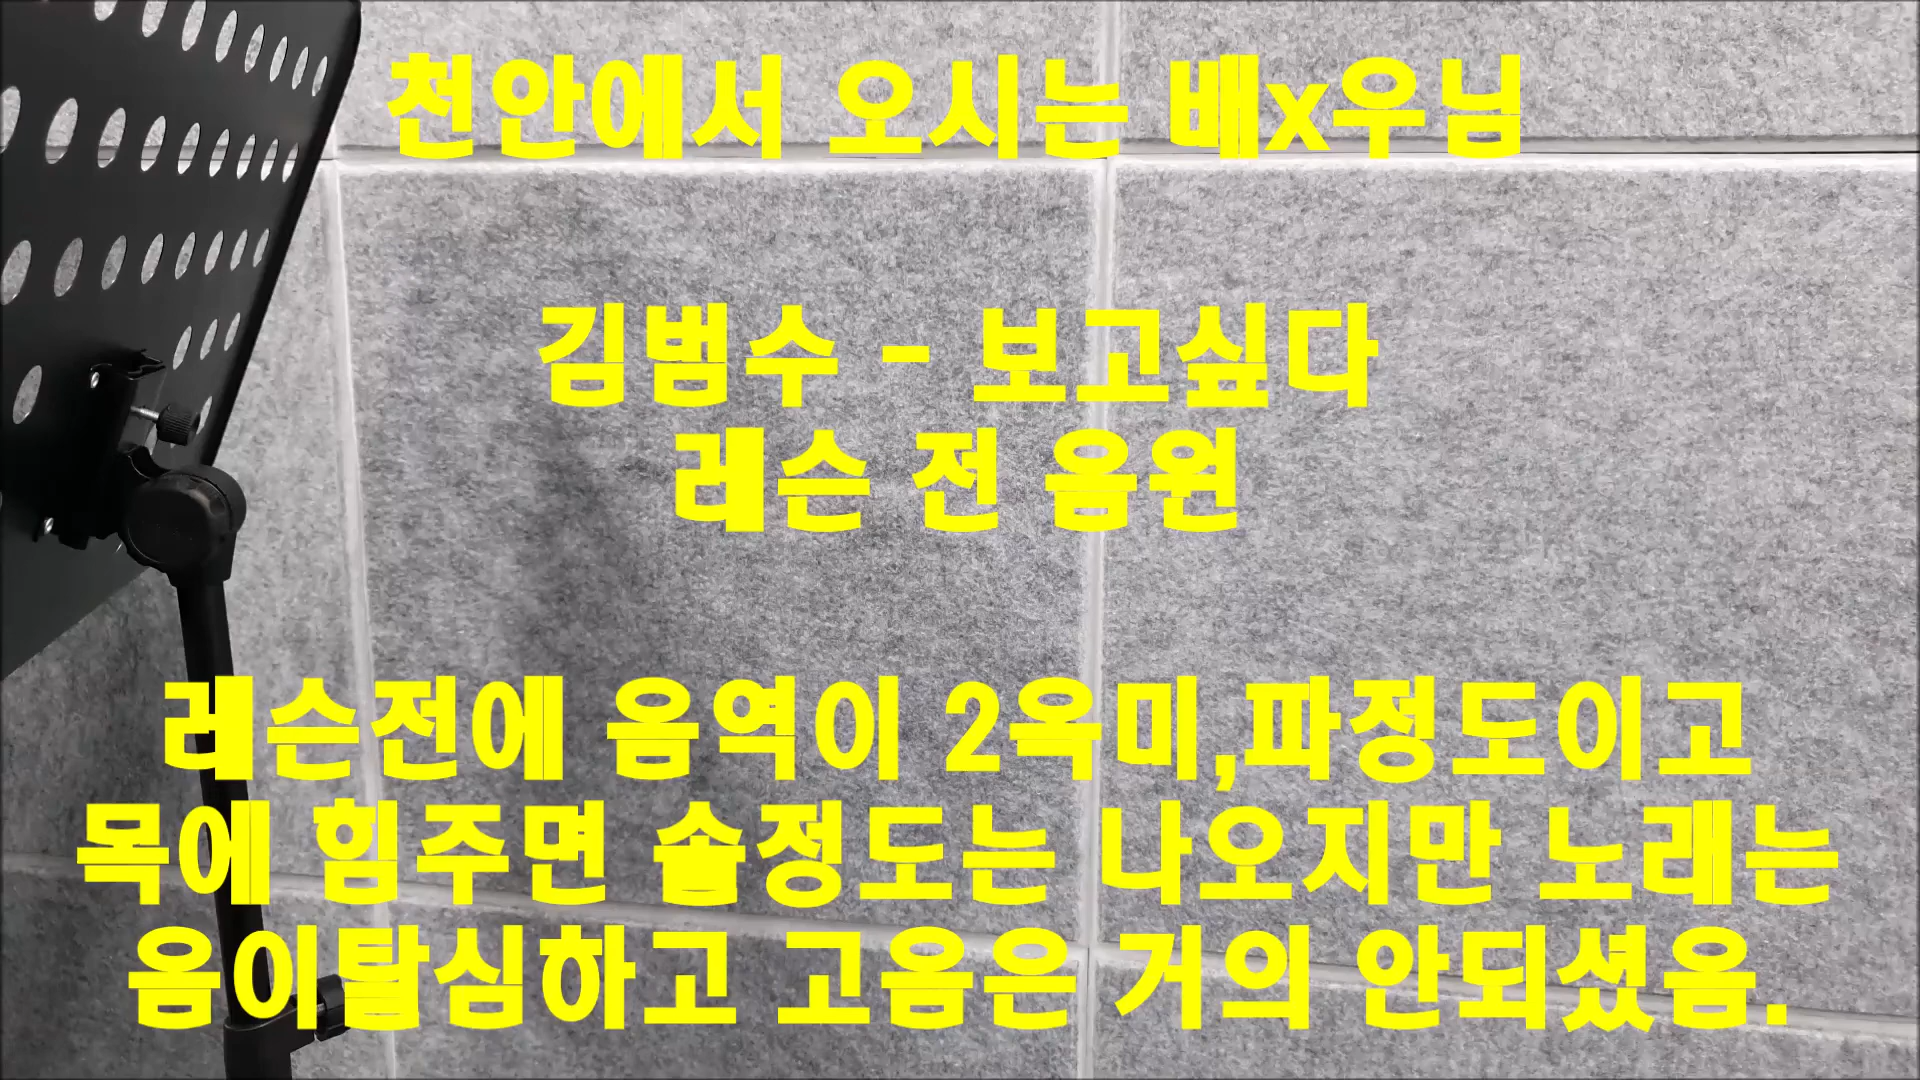 천안에서 오시는 배x우님
김범수 - 보고싶다
레슨 전 음원
레슨전에 음역이 2옥미,파정도이고
목에 힘주면 솔정도는 나오지만 노래는
음이탈심하고 고음은 거의 안되셨음.